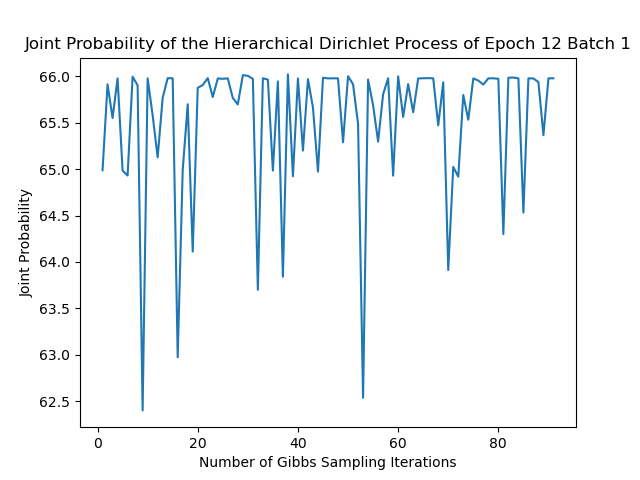 Joint Probability of the Hierarchical Dirichlet Process of Epoch 12 Batch 1
66.0
65.5
65.0
64.5
64.0
63.5
63.0
62.5
Joint Probability
0 20 40 60 80
Number of Gibbs Sampling Iterations